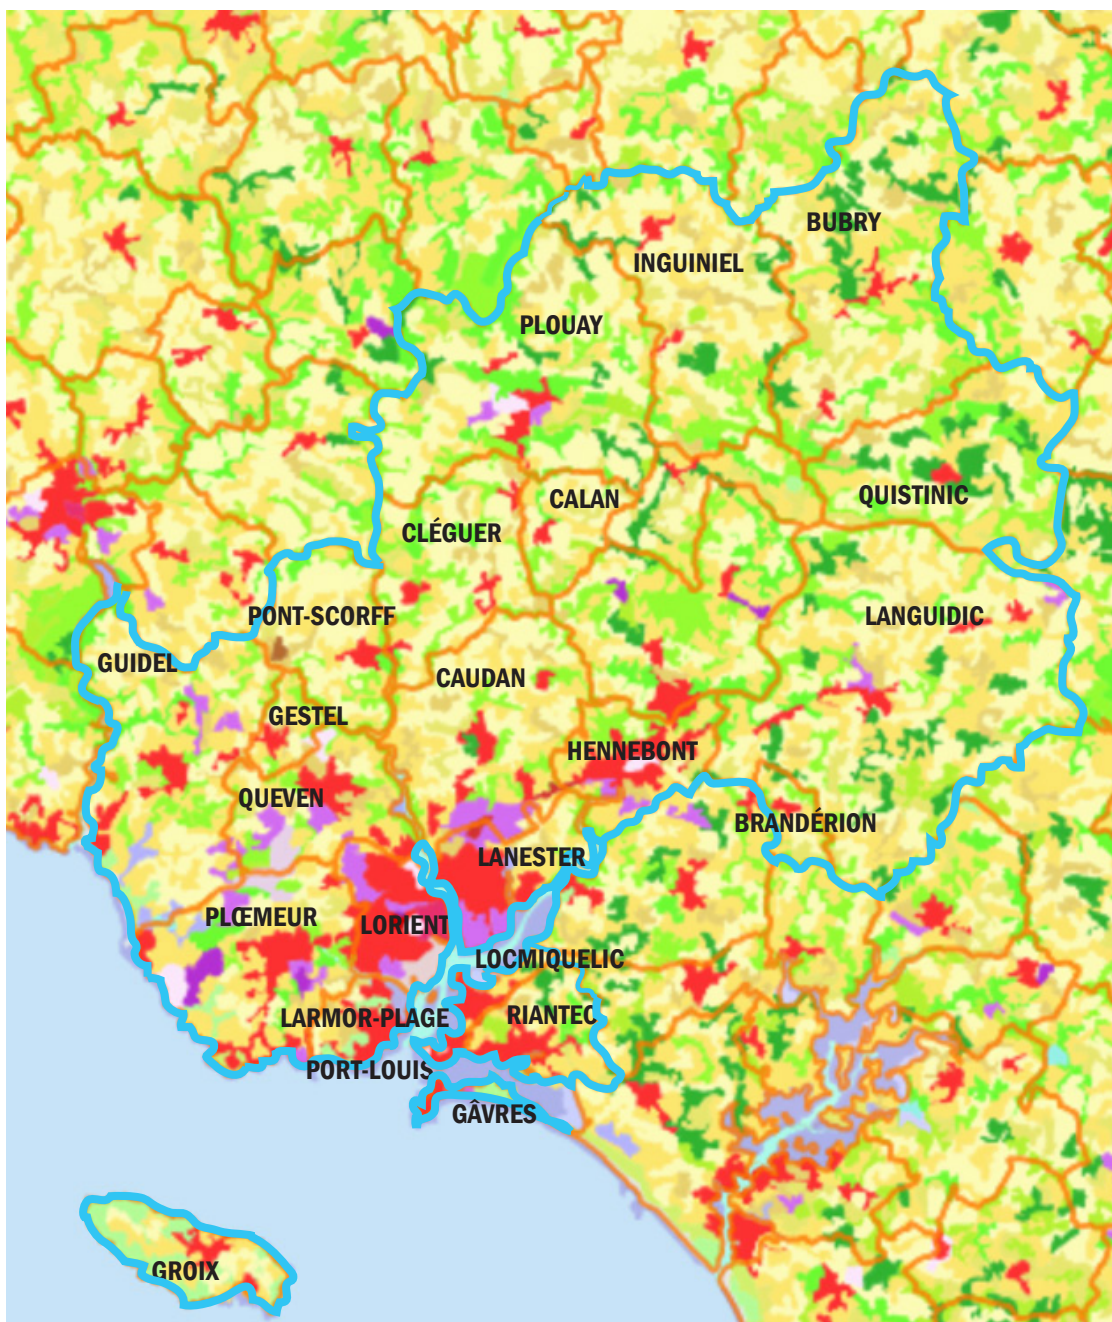 BUBRY
INGUINIEL
PLOUAY
CALAN
QUISTINIC
CLÉGUER
PONT-SCORFF
LANGUIDIC
GUIDEL
CAUDAN
GESTEL
HENNEBONT
QUEVEN
BRANDÉRION
LANESTER
PLŒMEUR
LORIENT
LOCMIQUELIC
LARMOR-PLAGE
RIANTEC
PORT-LOUIS
GÂVRES
GROIX